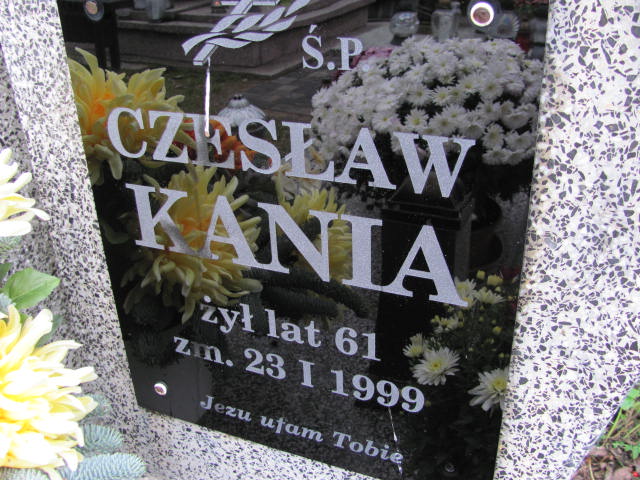 Ś.P
CZESŁAW
KANIA
żył lat 61
zm. 23 I 1999
Jezu ufam Tobie